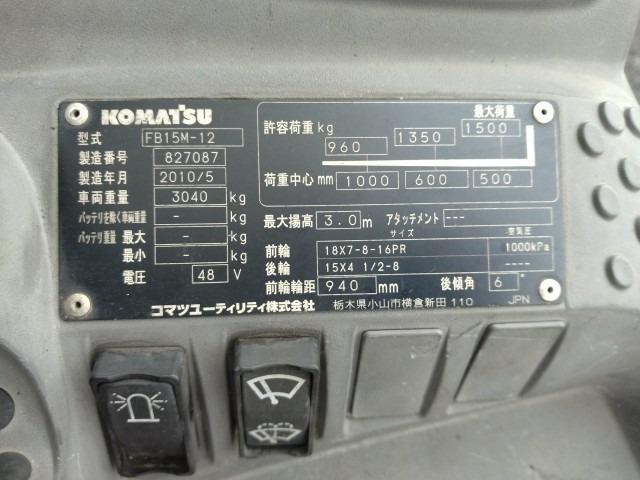 KOMATSU
型式 FB15M-12
製造番号 827087
製造年月 2010/5
車両重量 3040 kg
バッテリを除く車両重量 - kg
バッテリ重量 最大 - kg
最小 - kg
電圧 48 V
最大荷重
許容荷重 kg 960 1350 1500
荷重中心 mm 1000 600 500
最大揚高 3.0 m アタッチメント ---
サイズ 空気圧
前輪 18X7-8-16PR 1000kPa
後輪 15X4 1/2-8 ----
前輪輪距 940 mm 後傾角 6 °
コマツユーティリティ株式会社 栃木県小山市横倉新田 110 JPN